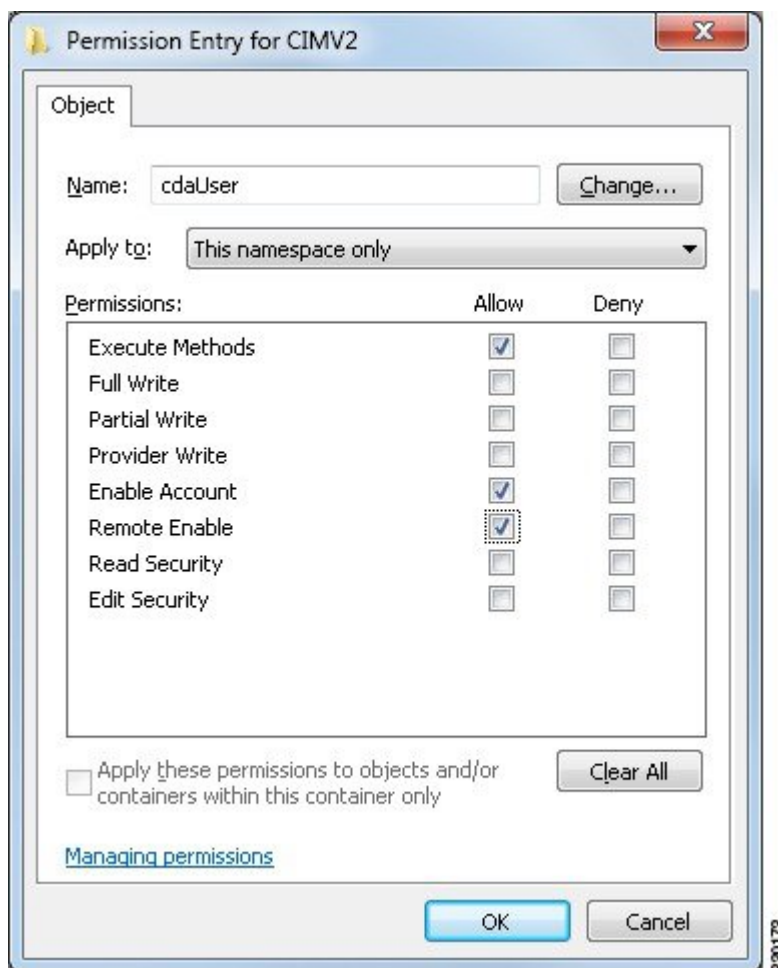 Permission Entry for CIMV2
Object
Name: cdaUser Change...
Apply to: This namespace only
Permissions: Allow Deny
Execute Methods
Full Write
Partial Write
Provider Write
Enable Account
Remote Enable
Read Security
Edit Security
Apply these permissions to objects and/or
containers within this container only
Clear All
Managing permissions
OK Cancel